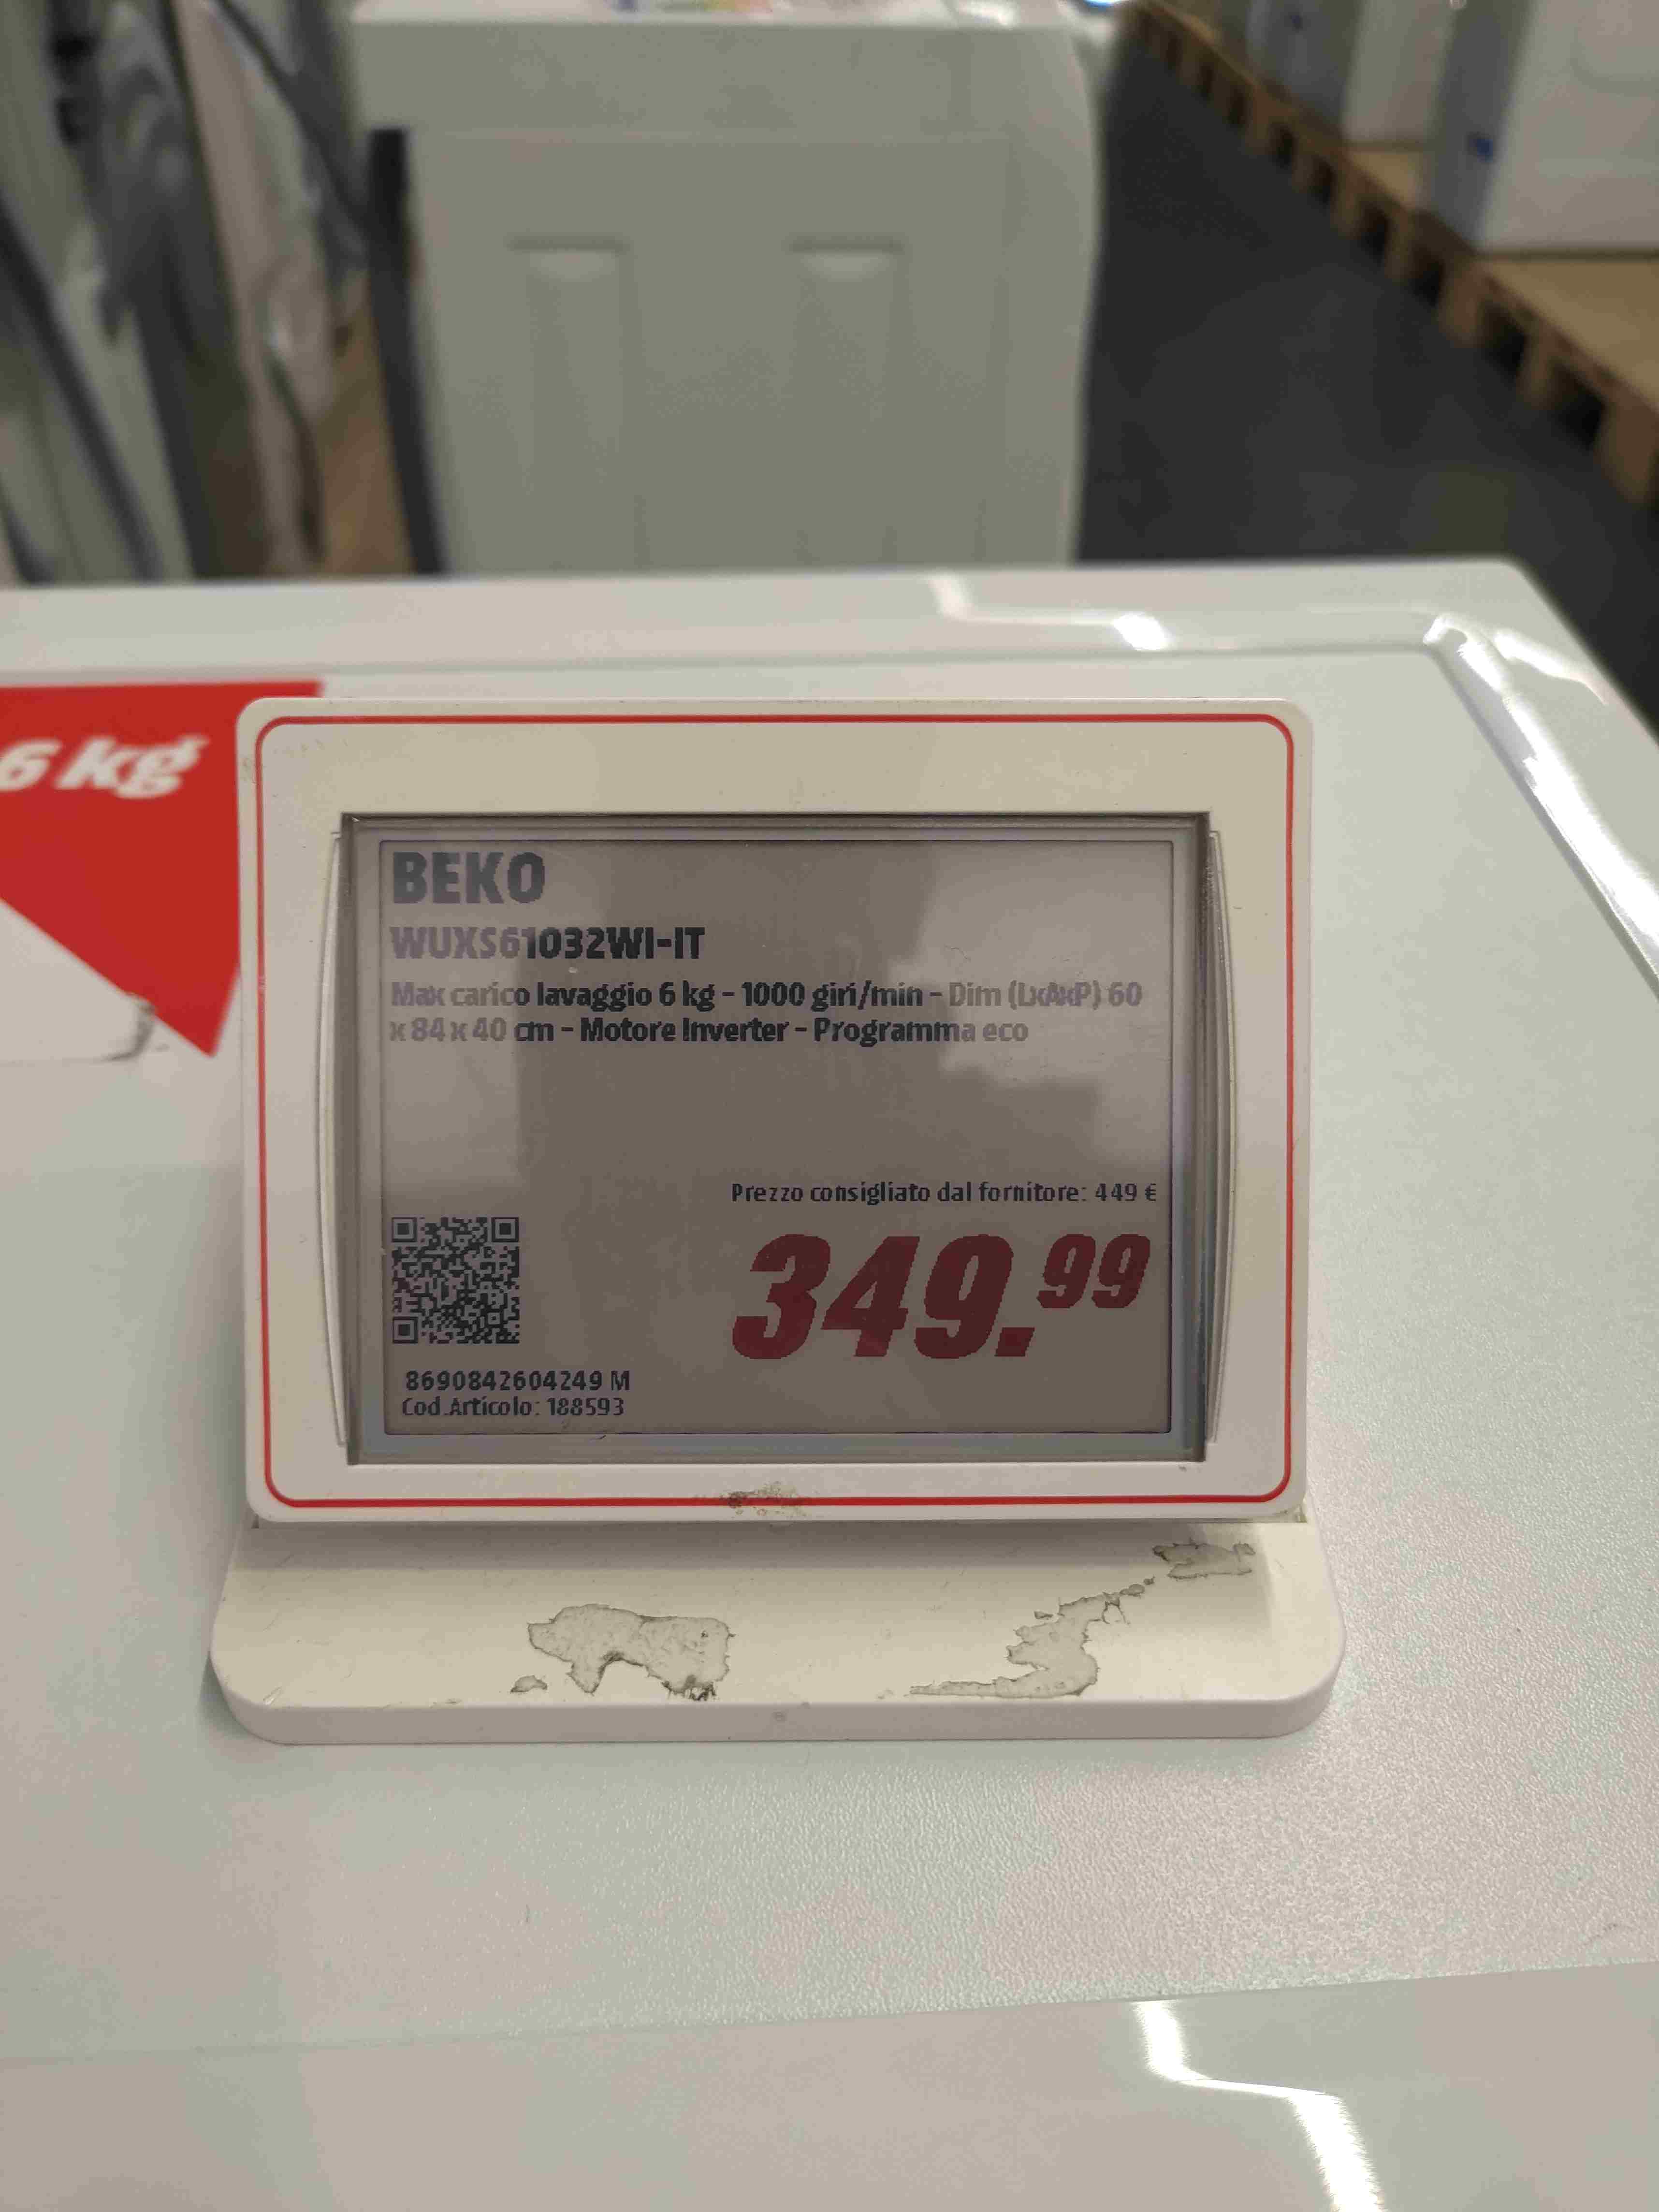 6 kg
BEKO
WUXS61032WI-IT
Max carico lavaggio 6 kg - 1000 giri/min - Dim (LxAxP) 60
x 84 x 40 cm - Motore Inverter - Programma eco
Prezzo consigliato dal fornitore: 449 €
349.99
8690842604249 M
Cod.Articolo: 188593